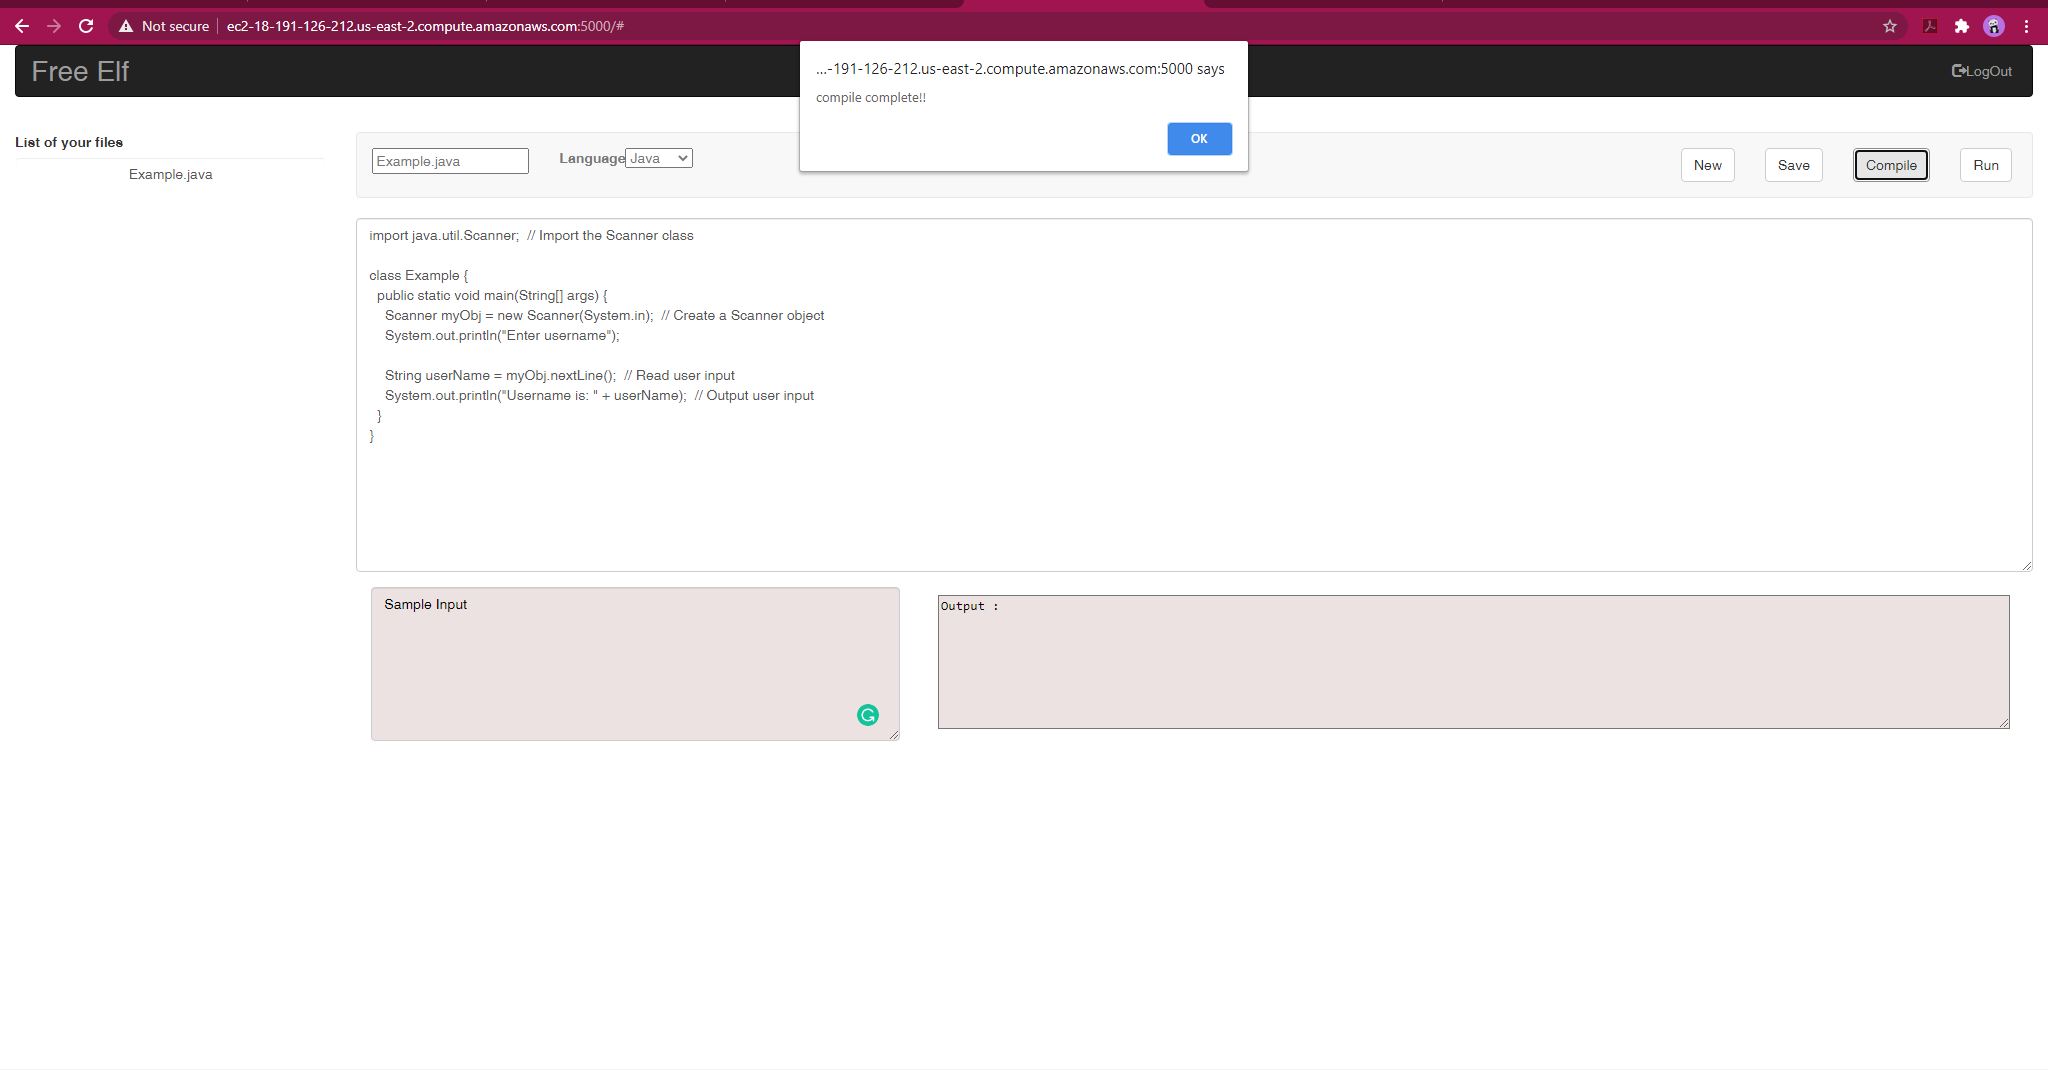 Not secure
ec2-18-191-126-212.us-east-2.compute.amazonaws.com:5000/#
Free Elf
LogOut
...-191-126-212.us-east-2.compute.amazonaws.com:5000 says
compile complete!!
OK
List of your files
Example.java
Example.java
Language Java
New
Save
Compile
Run
import java.util.Scanner;  // Import the Scanner class
class Example {
  public static void main(String[] args) {
    Scanner myObj = new Scanner(System.in);  // Create a Scanner object
    System.out.println("Enter username");
    String userName = myObj.nextLine();  // Read user input
    System.out.println("Username is: " + userName);  // Output user input
  }
}
Sample Input
Output :